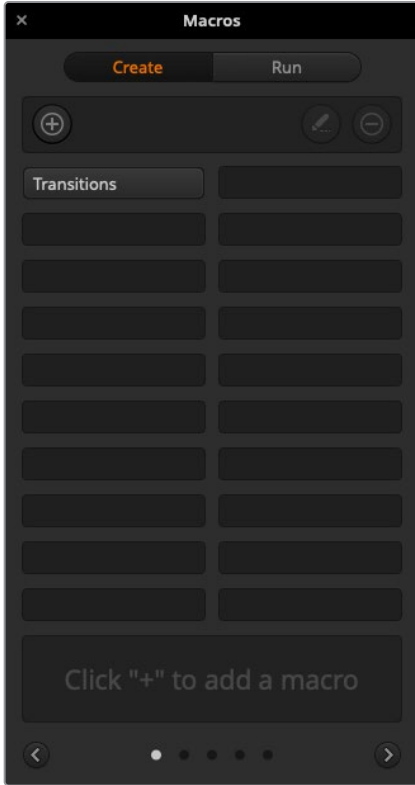 Macros
Create
Run
Transitions
Click "+" to add a macro